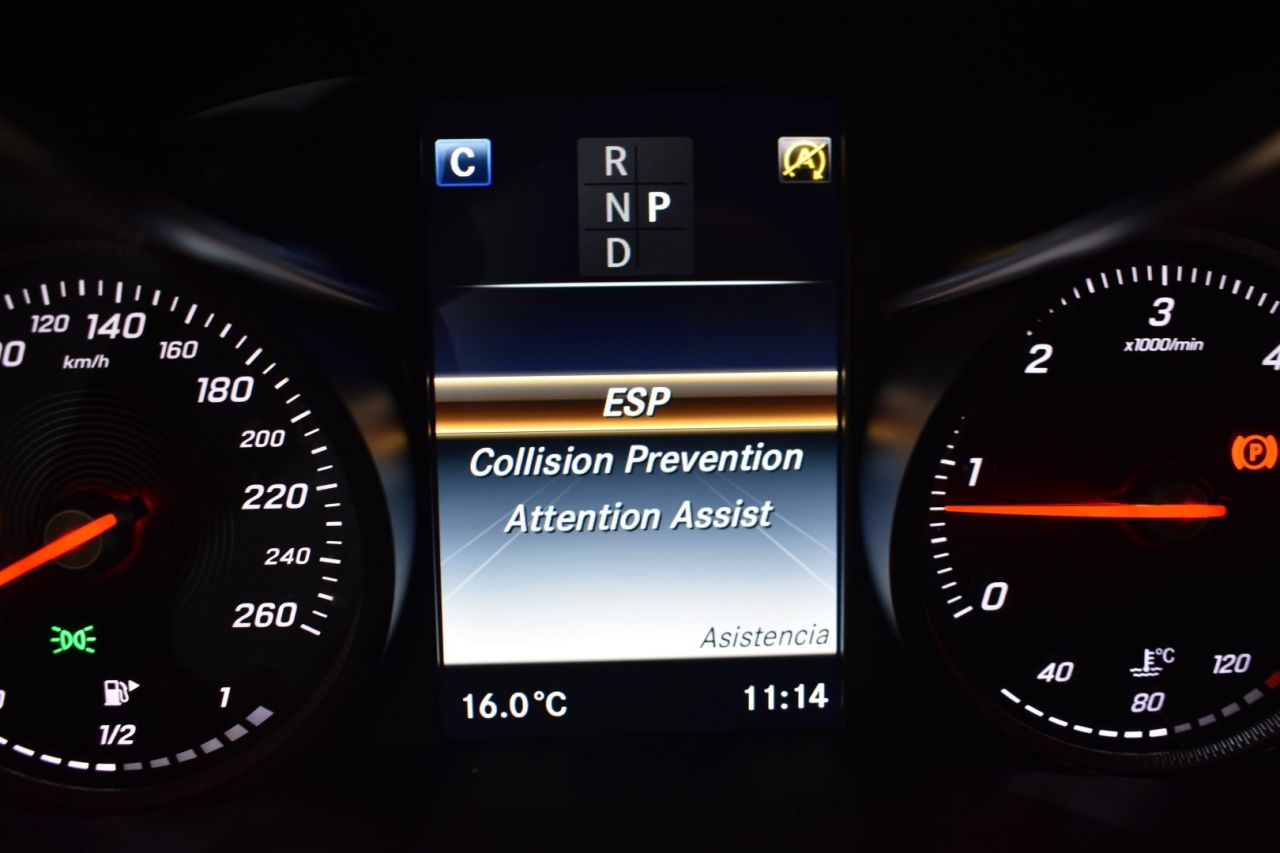 C
R
N P
D
120 140 160
km/h
180
200
220
240
260
1
1/2
ESP
Collision Prevention
Attention Assist
Asistencia
16.0°C
11:14
3
x1000/min
2
4
1
P
0
°C
40
120
80